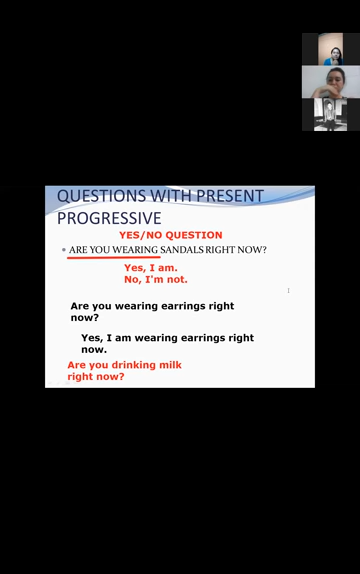 QUESTIONS WITH PRESENT
PROGRESSIVE
YES/NO QUESTION
ARE YOU WEARING SANDALS RIGHT NOW?
Yes, I am.
No, I'm not.
Are you wearing earrings right
now?
Yes, I am wearing earrings right
now.
Are you drinking milk
right now?